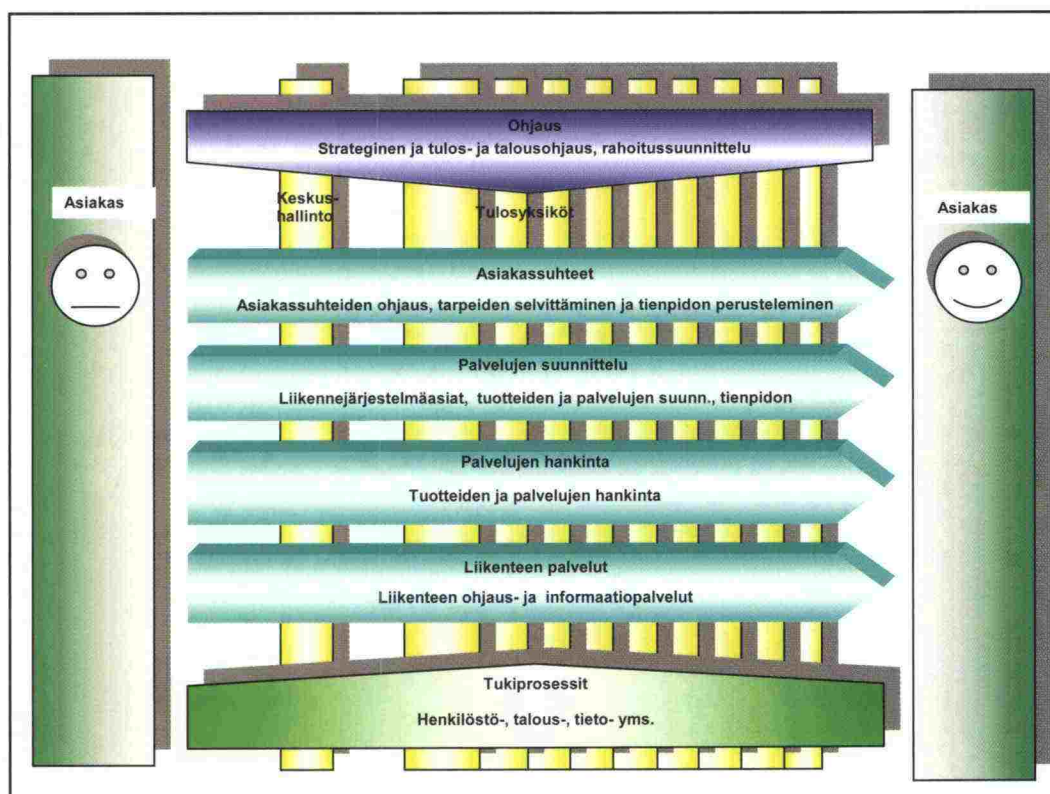 Ohjaus
Strateginen ja tulos- ja talousohjaus, rahoitussuunnittelu
Asiakas
Keskus-
hallinto
Tulosyksiköt
Asiakas
Asiakassuhteet
Asiakassuhteiden ohjaus, tarpeiden selvittäminen ja tienpidon perusteleminen
Palvelujen suunnittelu
Liikennejärjestelmäasiat, tuotteiden ja palvelujen suunn., tienpidon
Palvelujen hankinta
Tuotteiden ja palvelujen hankinta
Liikenteen palvelut
Liikenteen ohjaus- ja informaatiopalvelut
Tukiprosessit
Henkilöstö-, talous-, tieto- yms.